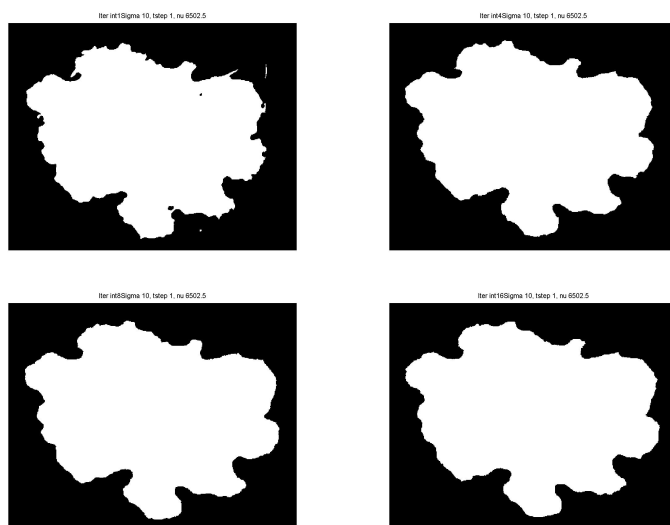 Iter int1Sigma 10, tstep 1, nu 6502.5
Iter int4Sigma 10, tstep 1, nu 6502.5
Iter int8Sigma 10, tstep 1, nu 6502.5
Iter int16Sigma 10, tstep 1, nu 6502.5